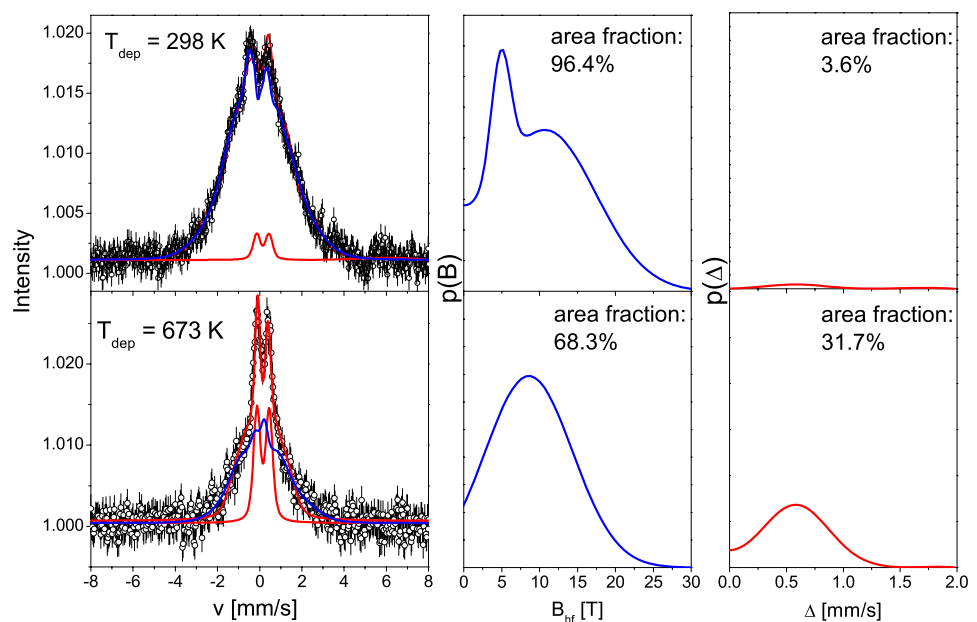 1.020
1.015
1.010
1.005
1.000
T_dep = 298 K
area fraction:
96.4%
area fraction:
3.6%
Intensity
p(B)
p(Δ)
1.020
1.010
1.000
T_dep = 673 K
area fraction:
68.3%
area fraction:
31.7%
-8 -6 -4 -2 0 2 4 6 8
0 5 10 15 20 25 30
0.0 0.5 1.0 1.5 2.0
v [mm/s]
B_hf [T]
Δ [mm/s]